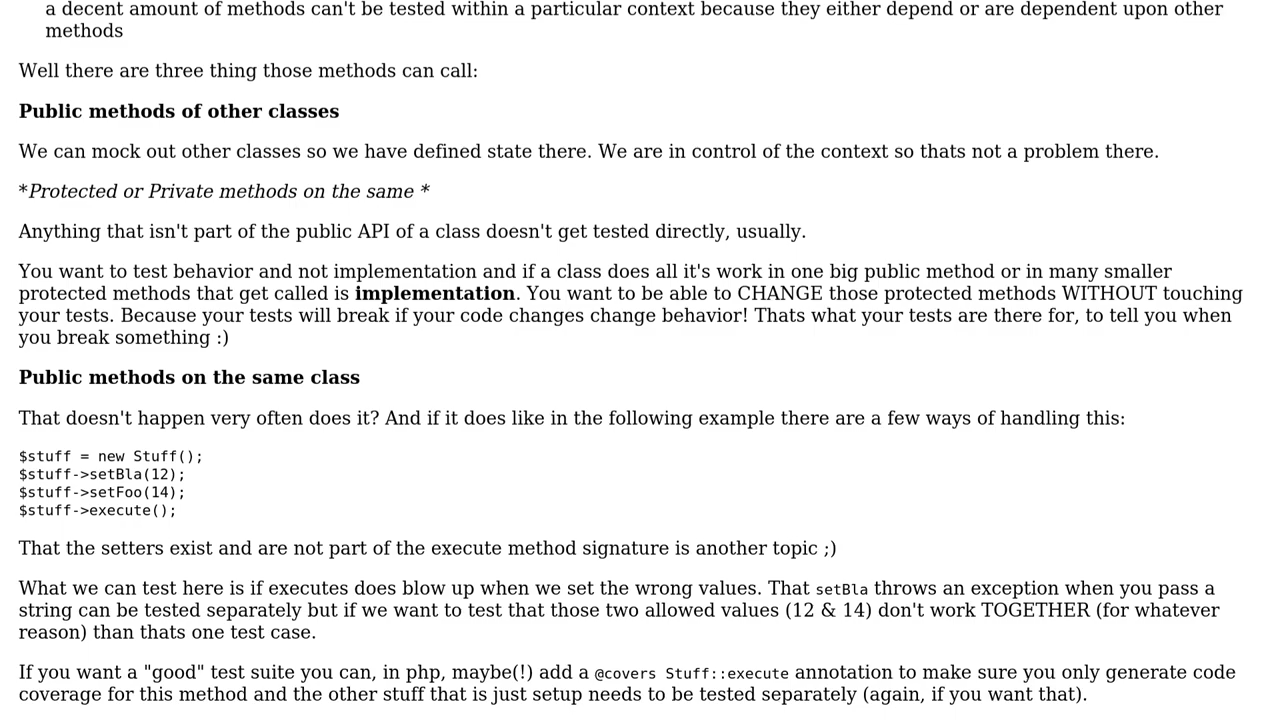 a decent amount of methods can't be tested within a particular context because they either depend or are dependent upon other
methods
Well there are three thing those methods can call:
Public methods of other classes
We can mock out other classes so we have defined state there. We are in control of the context so thats not a problem there.
*Protected or Private methods on the same *
Anything that isn't part of the public API of a class doesn't get tested directly, usually.
You want to test behavior and not implementation and if a class does all it's work in one big public method or in many smaller
protected methods that get called is implementation. You want to be able to CHANGE those protected methods WITHOUT touching
your tests. Because your tests will break if your code changes change behavior! Thats what your tests are there for, to tell you when
you break something :)
Public methods on the same class
That doesn't happen very often does it? And if it does like in the following example there are a few ways of handling this:
$stuff = new Stuff();
$stuff->setBla(12);
$stuff->setFoo(14);
$stuff->execute();
That the setters exist and are not part of the execute method signature is another topic ;)
What we can test here is if executes does blow up when we set the wrong values. That setBla throws an exception when you pass a
string can be tested separately but if we want to test that those two allowed values (12 & 14) don't work TOGETHER (for whatever
reason) than thats one test case.
If you want a "good" test suite you can, in php, maybe(!) add a @covers Stuff::execute annotation to make sure you only generate code
coverage for this method and the other stuff that is just setup needs to be tested separately (again, if you want that).